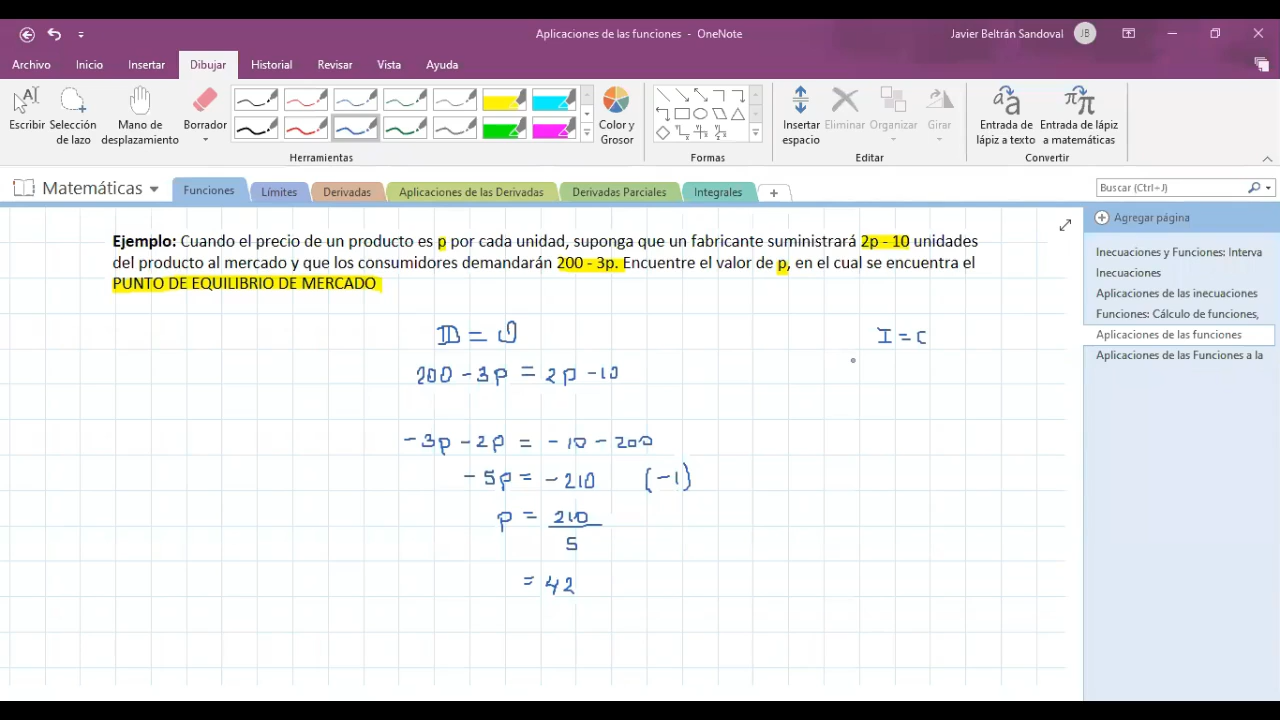 Aplicaciones de las funciones - OneNote
Javier Beltrán Sandoval JB
Archivo Inicio Insertar Dibujar Historial Revisar Vista Ayuda
Escribir Selección de lazo Mano de desplazamiento Borrador Color y Grosor Insertar espacio Eliminar Organizar Girar Entrada de lápiz a texto Entrada de lápiz a matemáticas
Herramientas Formas Editar Convertir
Matemáticas Funciones Límites Derivadas Aplicaciones de las Derivadas Derivadas Parciales Integrales Buscar (Ctrl+J)
Agregar página
Inecuaciones y Funciones: Interva
Inecuaciones
Aplicaciones de las inecuaciones
Funciones: Cálculo de funciones,
Aplicaciones de las funciones
Aplicaciones de las Funciones a la
Ejemplo: Cuando el precio de un producto es p por cada unidad, suponga que un fabricante suministrará 2p - 10 unidades
del producto al mercado y que los consumidores demandarán 200 - 3p. Encuentre el valor de p, en el cual se encuentra el
PUNTO DE EQUILIBRIO DE MERCADO
D = O
I = C
200 - 3p = 2p - 10
- 3p - 2p = - 10 - 200
- 5p = - 210 (-1)
p = 210
5
= 42